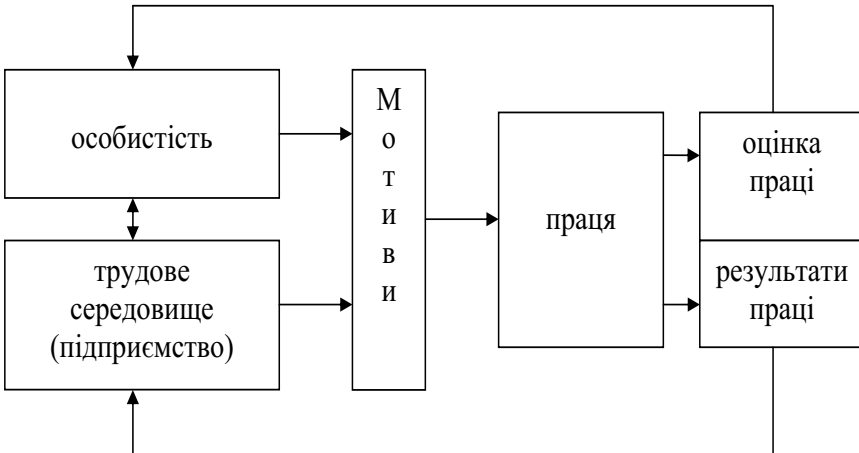 особистість
трудове
середовище
(підприємство)
М
о
т
и
в
и
праця
оцінка
праці
результати
праці